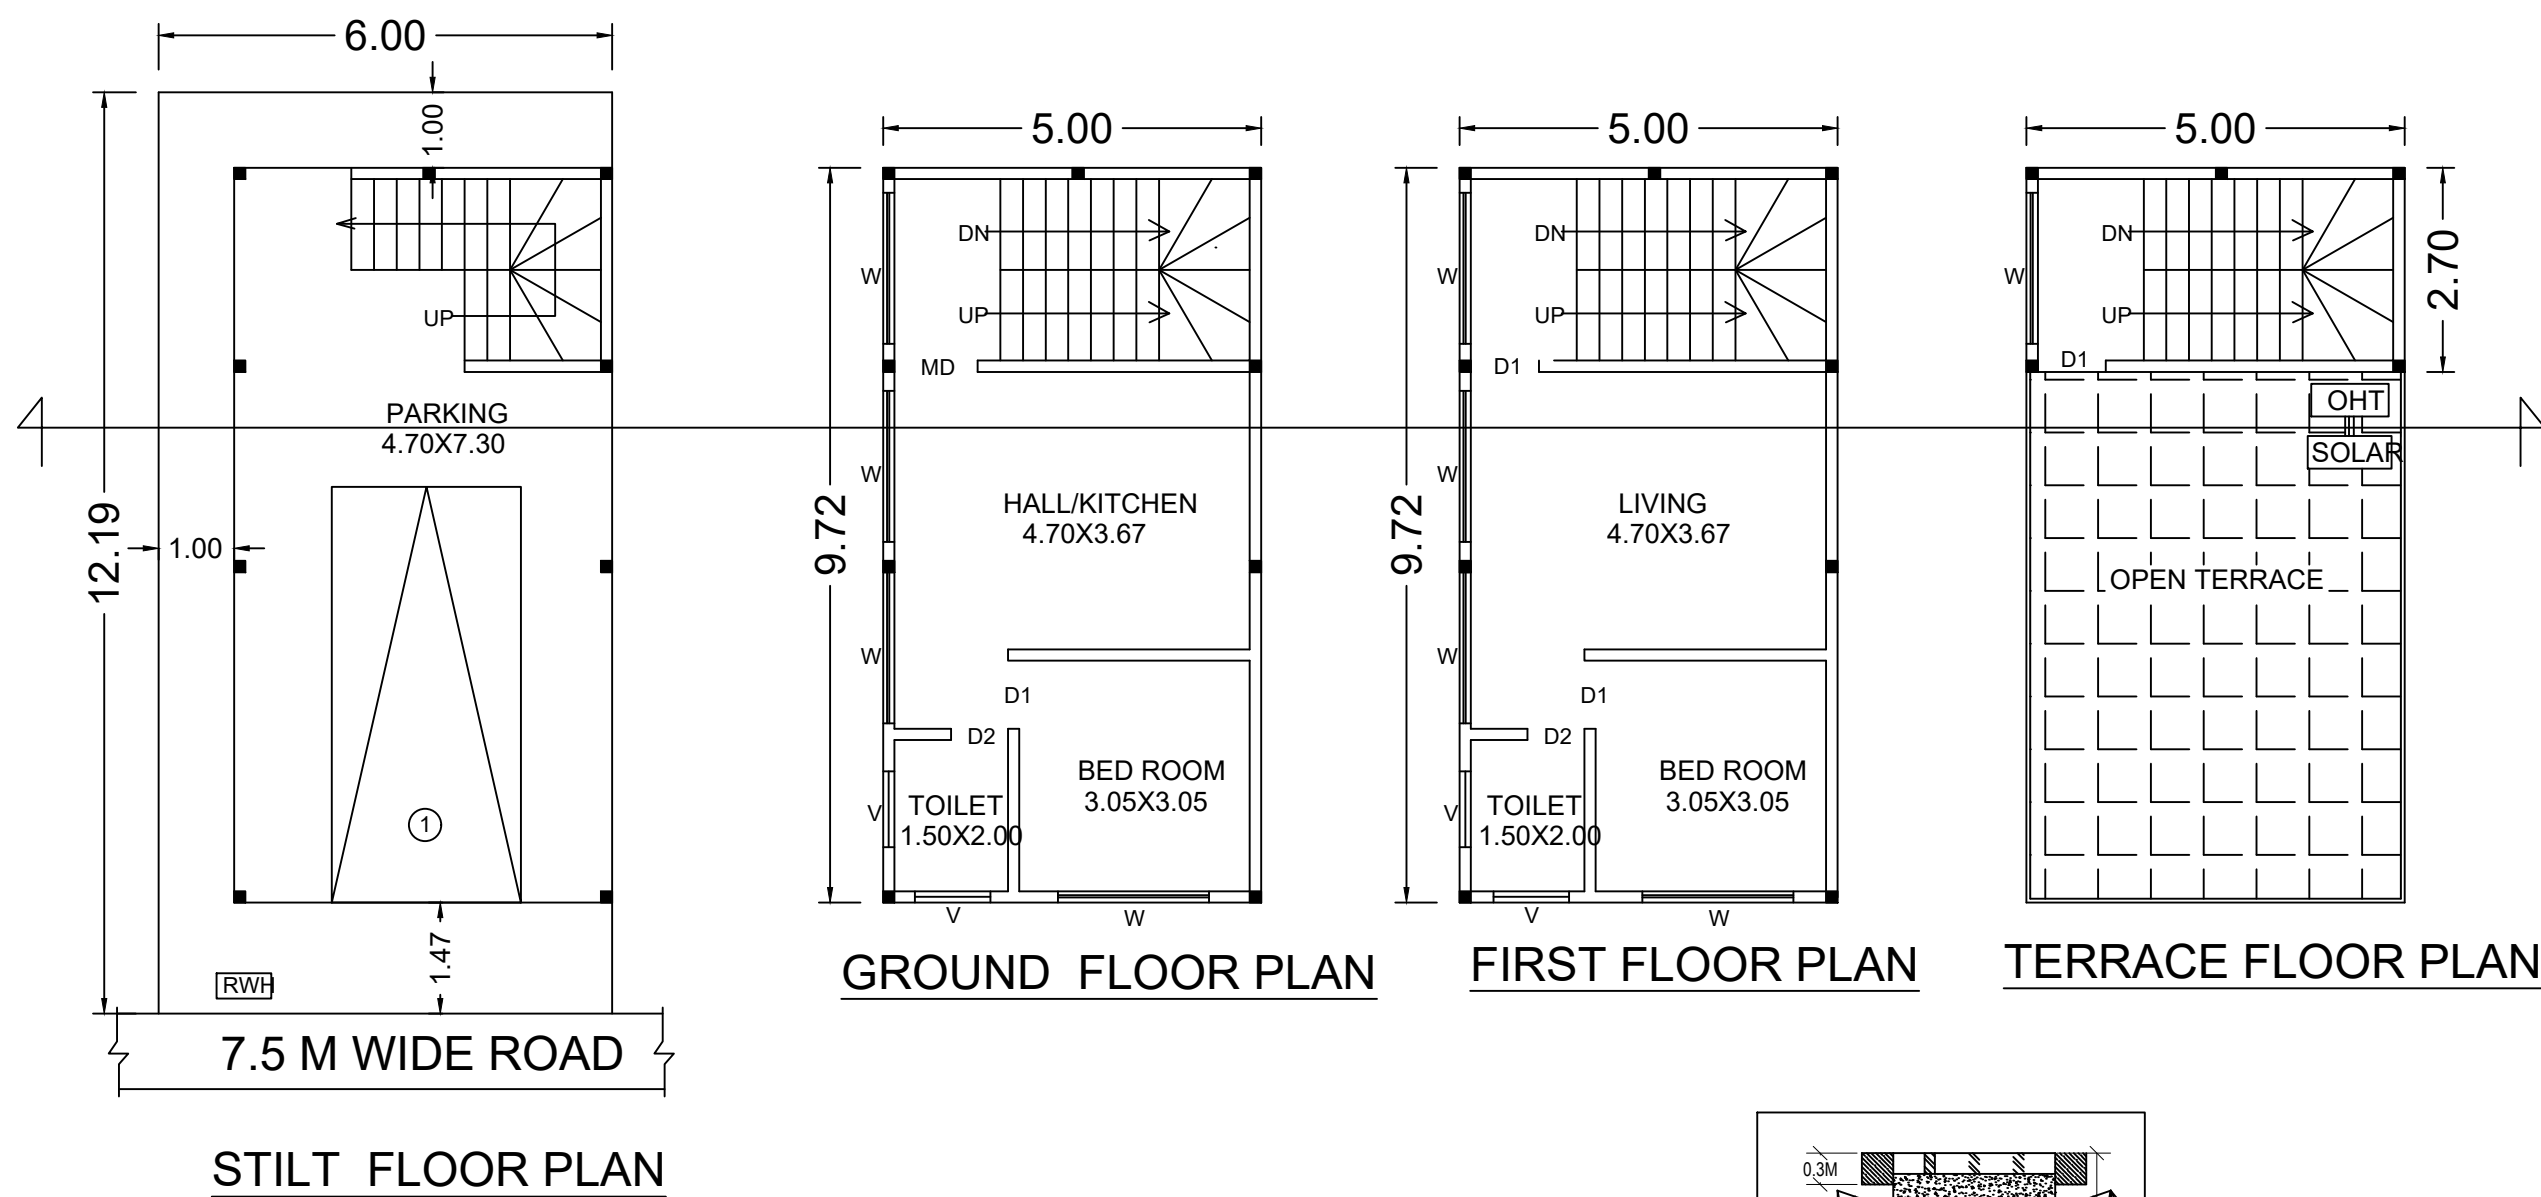 6.00
1.00
12.19
1.00
UP
PARKING
4.70X7.30
1
1.47
RWH
7.5 M WIDE ROAD
STILT FLOOR PLAN
5.00
9.72
DN
UP
W
MD
W
HALL/KITCHEN
4.70X3.67
W
D1
D2
BED ROOM
3.05X3.05
TOILET
1.50X2.00
V
V
W
GROUND FLOOR PLAN
5.00
9.72
DN
UP
W
D1
W
LIVING
4.70X3.67
W
D1
D2
BED ROOM
3.05X3.05
TOILET
1.50X2.00
V
V
W
FIRST FLOOR PLAN
5.00
2.70
DN
UP
W
D1
OHT
SOLAR
OPEN TERRACE
TERRACE FLOOR PLAN
0.3M